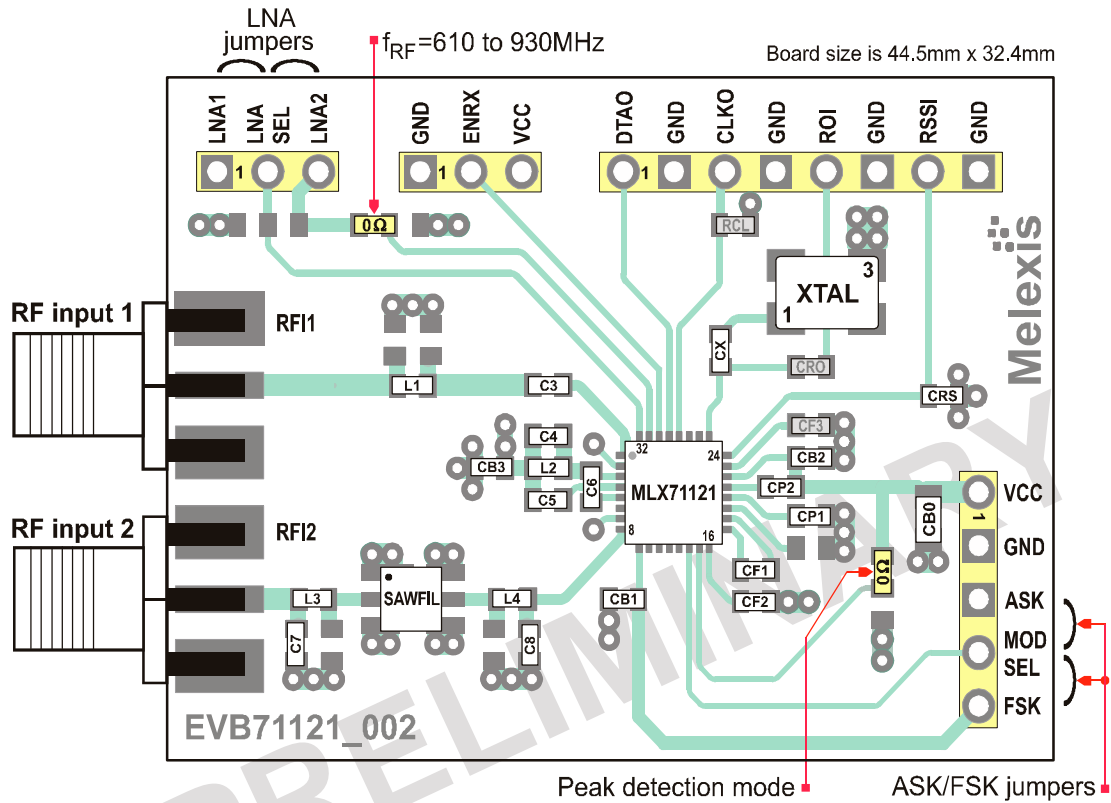 LNA
jumpers
fRF=610 to 930MHz
Board size is 44.5mm x 32.4mm
LNA1
LNA
SEL
LNA2
GND
ENRX
VCC
DTAO
GND
CLKO
GND
ROI
GND
RSSI
GND
1
1
1
0Ω
RCL
Melexis
XTAL
3
1
RF input 1
RFI1
L1
C3
CX
CRO
CRS
C4
CB3
L2
C5
C6
32
24
MLX71121
8
16
CF3
CB2
CP2
CP1
CF1
CF2
CB0
VCC
1
GND
ASK
MOD
SEL
FSK
0Ω
RF input 2
RFI2
L3
SAWFIL
L4
C7
C8
CB1
EVB71121_002
PRELIMINARY
Peak detection mode
ASK/FSK jumpers